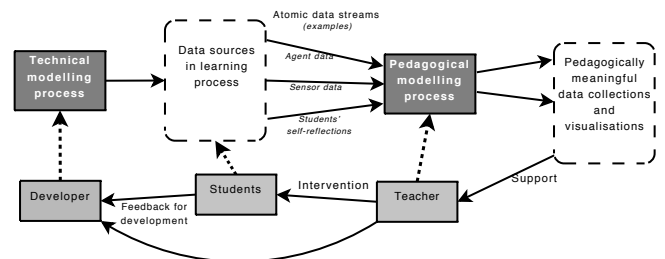 Atomic data streams
(examples)
Technical
modelling
process
Data sources
in learning
process
Agent data
Sensor data
Students'
self-reflections
Pedagogical
modelling
process
Pedagogically
meaningful
data collections
and
visualisations
Developer
Feedback for
development
Students
Intervention
Teacher
Support